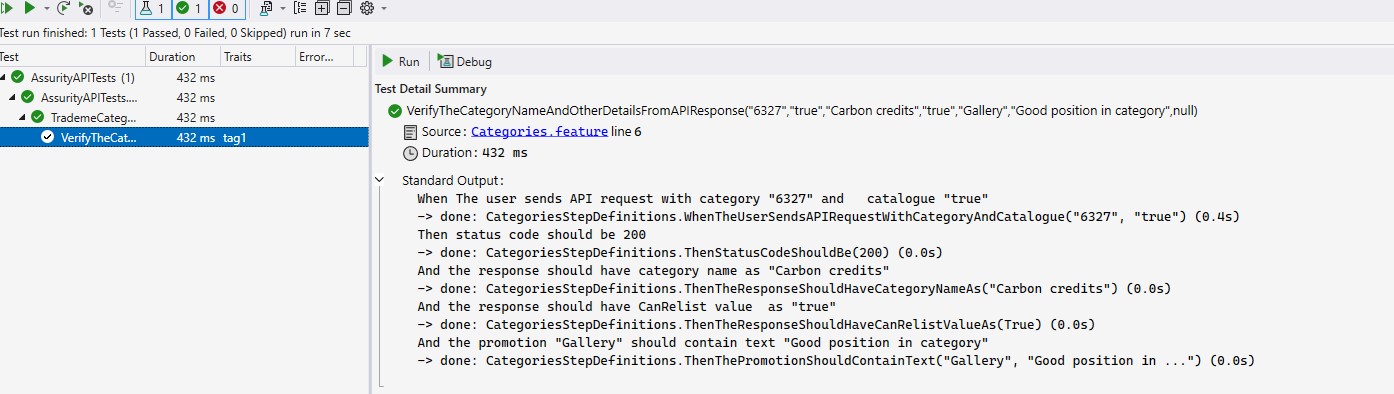 1 1 0
Test run finished: 1 Tests (1 Passed, 0 Failed, 0 Skipped) run in 7 sec
Test Duration Traits Error...
AssurityAPITests (1) 432 ms
AssurityAPITests.... 432 ms
TrademeCateg... 432 ms
VerifyTheCat... 432 ms tag1
Run Debug
Test Detail Summary
VerifyTheCategoryNameAndOtherDetailsFromAPIResponse("6327","true","Carbon credits","true","Gallery","Good position in category",null)
Source: Categories.feature line 6
Duration: 432 ms
Standard Output:
When The user sends API request with category "6327" and   catalogue "true"
-> done: CategoriesStepDefinitions.WhenTheUserSendsAPIRequestWithCategoryAndCatalogue("6327", "true") (0.4s)
Then status code should be 200
-> done: CategoriesStepDefinitions.ThenStatusCodeShouldBe(200) (0.0s)
And the response should have category name as "Carbon credits"
-> done: CategoriesStepDefinitions.ThenTheResponseShouldHaveCategoryNameAs("Carbon credits") (0.0s)
And the response should have CanRelist value  as "true"
-> done: CategoriesStepDefinitions.ThenTheResponseShouldHaveCanRelistValueAs(True) (0.0s)
And the promotion "Gallery" should contain text "Good position in category"
-> done: CategoriesStepDefinitions.ThenThePromotionShouldContainText("Gallery", "Good position in ...") (0.0s)